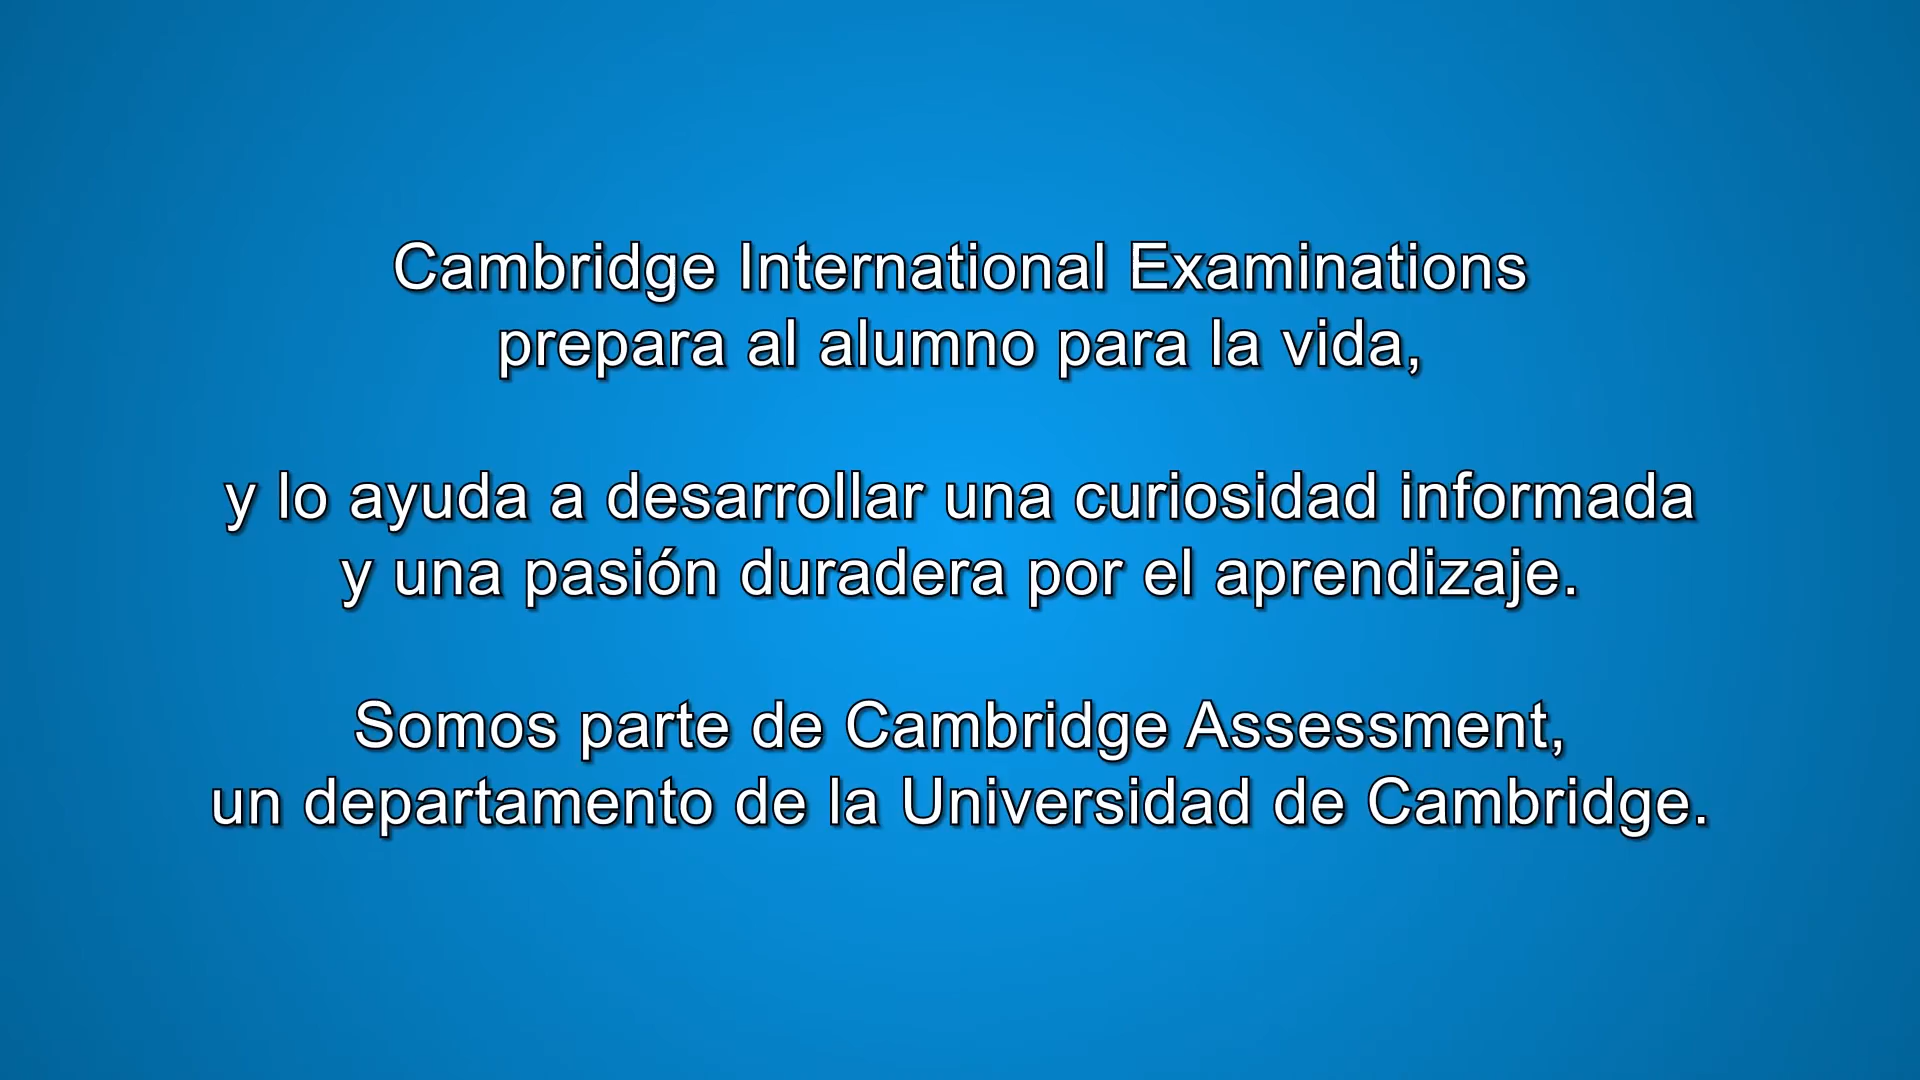 Cambridge International Examinations
prepara al alumno para la vida,
y lo ayuda a desarrollar una curiosidad informada
y una pasión duradera por el aprendizaje.
Somos parte de Cambridge Assessment,
un departamento de la Universidad de Cambridge.